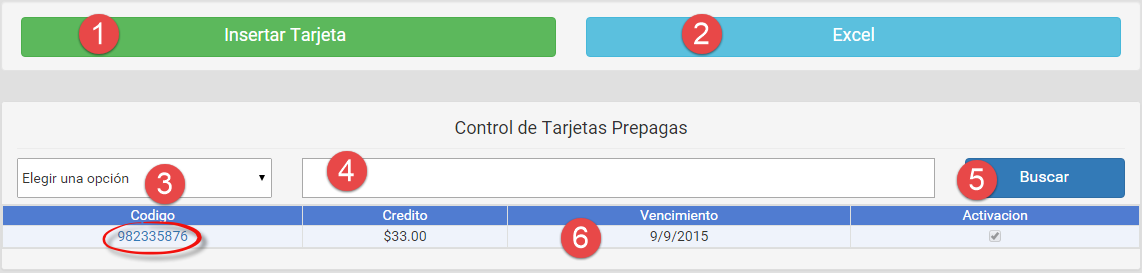 1 Insertar Tarjeta 2 Excel
Control de Tarjetas Prepagas
Elegir una opción 3 4 5 Buscar
Codigo Credito Vencimiento Activacion
982335876 $33.00 6 9/9/2015